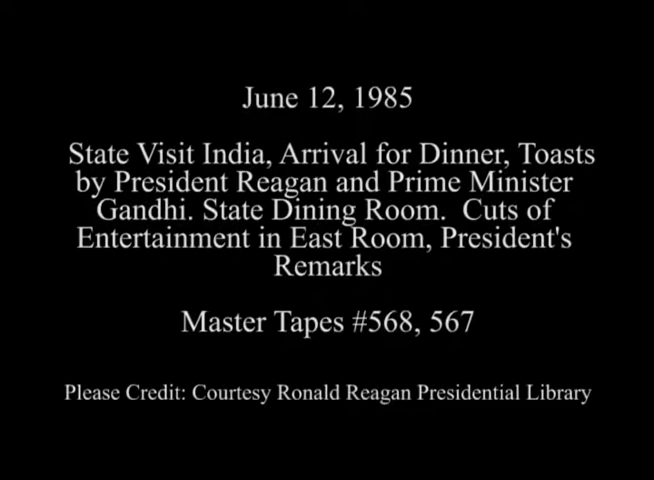 June 12, 1985
State Visit India, Arrival for Dinner, Toasts
by President Reagan and Prime Minister
Gandhi. State Dining Room.  Cuts of
Entertainment in East Room, President's
Remarks
Master Tapes #568, 567
Please Credit: Courtesy Ronald Reagan Presidential Library